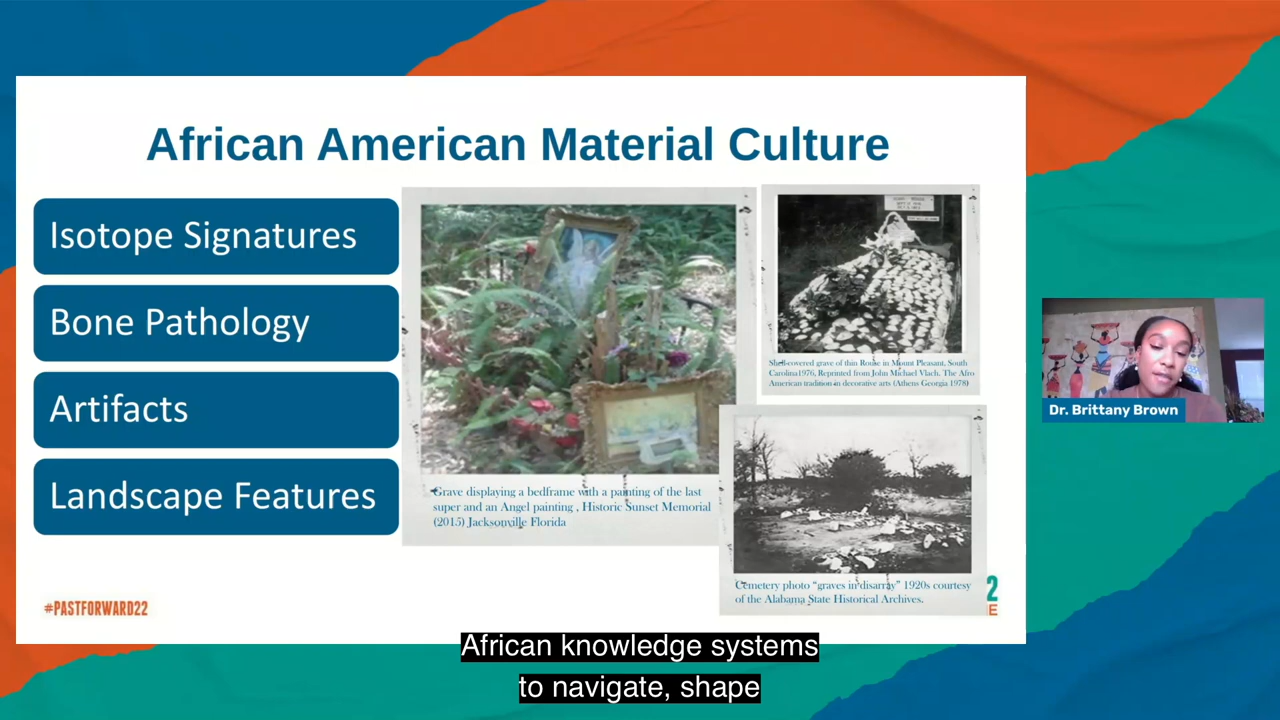 African American Material Culture
Isotope Signatures
Bone Pathology
Artifacts
Landscape Features
Grave displaying a bedframe with a painting of the last
super and an Angel painting , Historic Sunset Memorial
(2015) Jacksonville Florida
Shell-covered grave of thin Rouse in Mount Pleasant, South
Carolina1976, Reprinted from John Michael Vlach. The Afro
American tradition in decorative arts (Athens Georgia 1978)
Cemetery photo “graves in disarray” 1920s courtesy
of the Alabama State Historical Archives.
#PASTFORWARD22
2
E
Dr. Brittany Brown
African knowledge systems
to navigate, shape